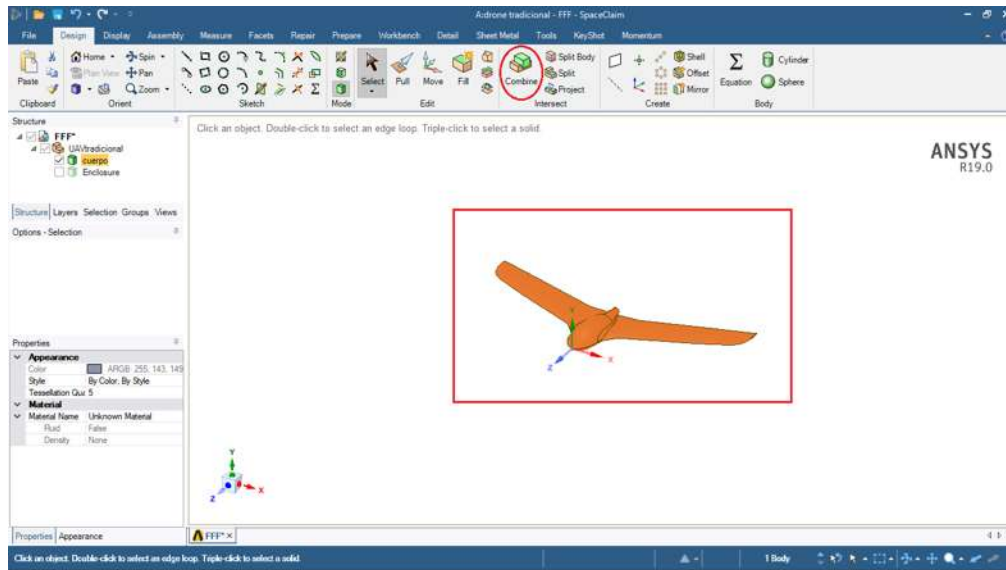 A:drone tradicional - FFF - SpaceClaim
File Design Display Assembly Measure Facets Repair Prepare Workbench Detail Sheet Metal Tools KeyShot Momentum
Home Spin Split Body Shell Cylinder
Plan View Pan Split Offset
Paste Zoom Select Pull Move Fill Combine Project Mirror Equation Sphere
Clipboard Orient Sketch Mode Edit Intersect Create Body
Structure
Click an object. Double-click to select an edge loop. Triple-click to select a solid.
FFF*
UAVtradicional
cuerpo
Enclosure
ANSYS
R19.0
Structure Layers Selection Groups Views
Options - Selection
Y
X
Z
Properties
Appearance
Color ARGB 255, 143, 149
Style By Color, By Style
Tessellation Qua 5
Material
Material Name Unknown Material
Fluid False
Density None
Y
X
Z
Properties Appearance FFF*
Click an object. Double-click to select an edge loop. Triple-click to select a solid. 1 Body